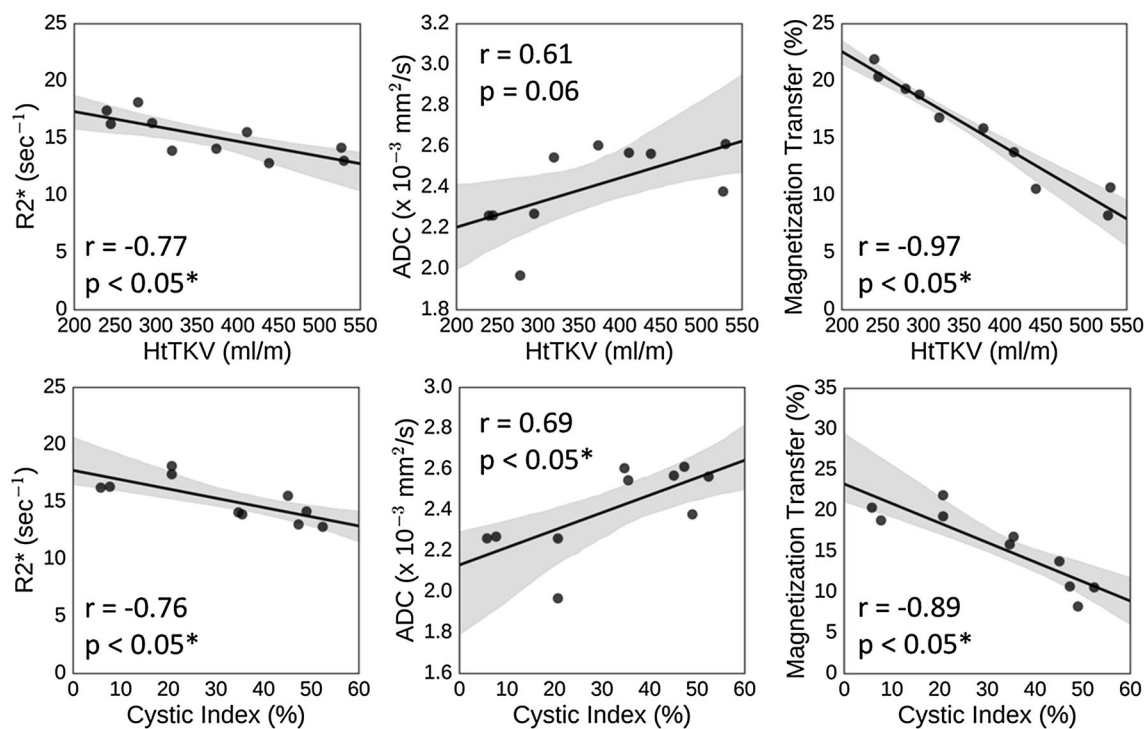 R2* (sec⁻¹)
25
20
15
10
5
0
r = -0.77
p < 0.05*
200 250 300 350 400 450 500 550
HtTKV (ml/m)
ADC (x 10⁻³ mm²/s)
3.2
3.0
2.8
2.6
2.4
2.2
2.0
1.8
r = 0.61
p = 0.06
200 250 300 350 400 450 500 550
HtTKV (ml/m)
Magnetization Transfer (%)
25
20
15
10
5
0
r = -0.97
p < 0.05*
200 250 300 350 400 450 500 550
HtTKV (ml/m)
R2* (sec⁻¹)
25
20
15
10
5
0
r = -0.76
p < 0.05*
0 10 20 30 40 50 60
Cystic Index (%)
ADC (x 10⁻³ mm²/s)
3.0
2.8
2.6
2.4
2.2
2.0
1.8
1.6
r = 0.69
p < 0.05*
0 10 20 30 40 50 60
Cystic Index (%)
Magnetization Transfer (%)
35
30
25
20
15
10
5
0
r = -0.89
p < 0.05*
0 10 20 30 40 50 60
Cystic Index (%)